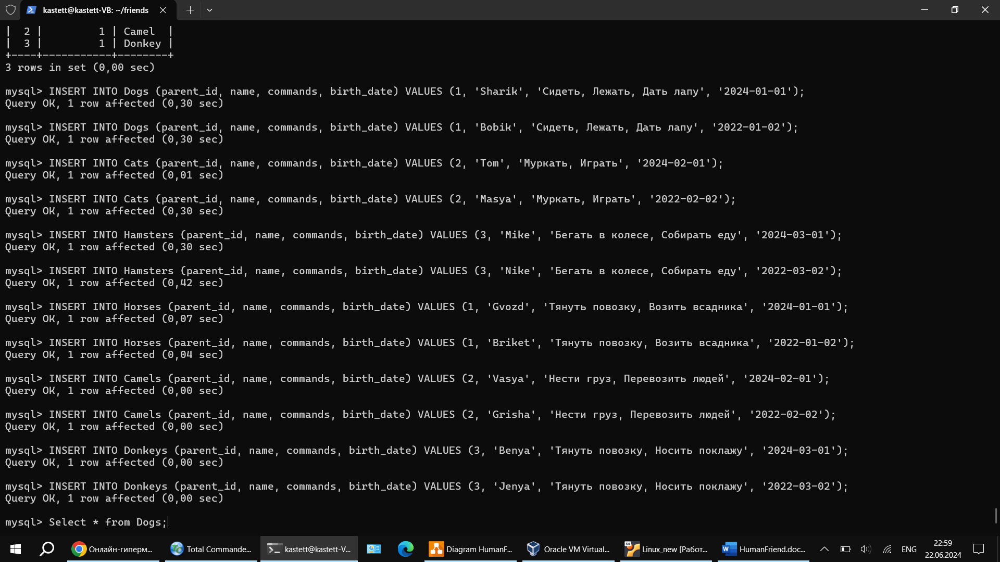 kastett@kastett-VB: ~/friends
|  2 |         1 | Camel  |
|  3 |         1 | Donkey |
+----+-----------+--------+
3 rows in set (0,00 sec)
mysql> INSERT INTO Dogs (parent_id, name, commands, birth_date) VALUES (1, 'Sharik', 'Сидеть, Лежать, Дать лапу', '2024-01-01');
Query OK, 1 row affected (0,30 sec)
mysql> INSERT INTO Dogs (parent_id, name, commands, birth_date) VALUES (1, 'Bobik', 'Сидеть, Лежать, Дать лапу', '2022-01-02');
Query OK, 1 row affected (0,30 sec)
mysql> INSERT INTO Cats (parent_id, name, commands, birth_date) VALUES (2, 'Tom', 'Муркать, Играть', '2024-02-01');
Query OK, 1 row affected (0,01 sec)
mysql> INSERT INTO Cats (parent_id, name, commands, birth_date) VALUES (2, 'Masya', 'Муркать, Играть', '2022-02-02');
Query OK, 1 row affected (0,30 sec)
mysql> INSERT INTO Hamsters (parent_id, name, commands, birth_date) VALUES (3, 'Mike', 'Бегать в колесе, Собирать еду', '2024-03-01');
Query OK, 1 row affected (0,30 sec)
mysql> INSERT INTO Hamsters (parent_id, name, commands, birth_date) VALUES (3, 'Nike', 'Бегать в колесе, Собирать еду', '2022-03-02');
Query OK, 1 row affected (0,42 sec)
mysql> INSERT INTO Horses (parent_id, name, commands, birth_date) VALUES (1, 'Gvozd', 'Тянуть повозку, Возить всадника', '2024-01-01');
Query OK, 1 row affected (0,07 sec)
mysql> INSERT INTO Horses (parent_id, name, commands, birth_date) VALUES (1, 'Briket', 'Тянуть повозку, Возить всадника', '2022-01-02');
Query OK, 1 row affected (0,04 sec)
mysql> INSERT INTO Camels (parent_id, name, commands, birth_date) VALUES (2, 'Vasya', 'Нести груз, Перевозить людей', '2024-02-01');
Query OK, 1 row affected (0,00 sec)
mysql> INSERT INTO Camels (parent_id, name, commands, birth_date) VALUES (2, 'Grisha', 'Нести груз, Перевозить людей', '2022-02-02');
Query OK, 1 row affected (0,00 sec)
mysql> INSERT INTO Donkeys (parent_id, name, commands, birth_date) VALUES (3, 'Benya', 'Тянуть повозку, Носить поклажу', '2024-03-01');
Query OK, 1 row affected (0,00 sec)
mysql> INSERT INTO Donkeys (parent_id, name, commands, birth_date) VALUES (3, 'Jenya', 'Тянуть повозку, Носить поклажу', '2022-03-02');
Query OK, 1 row affected (0,00 sec)
mysql> Select * from Dogs;
Онлайн-гиперм... Total Commande... kastett@kastett-V... Diagram HumanF... Oracle VM Virtual... Linux_new [Работ... HumanFriend.doc... ENG
22:59
22.06.2024